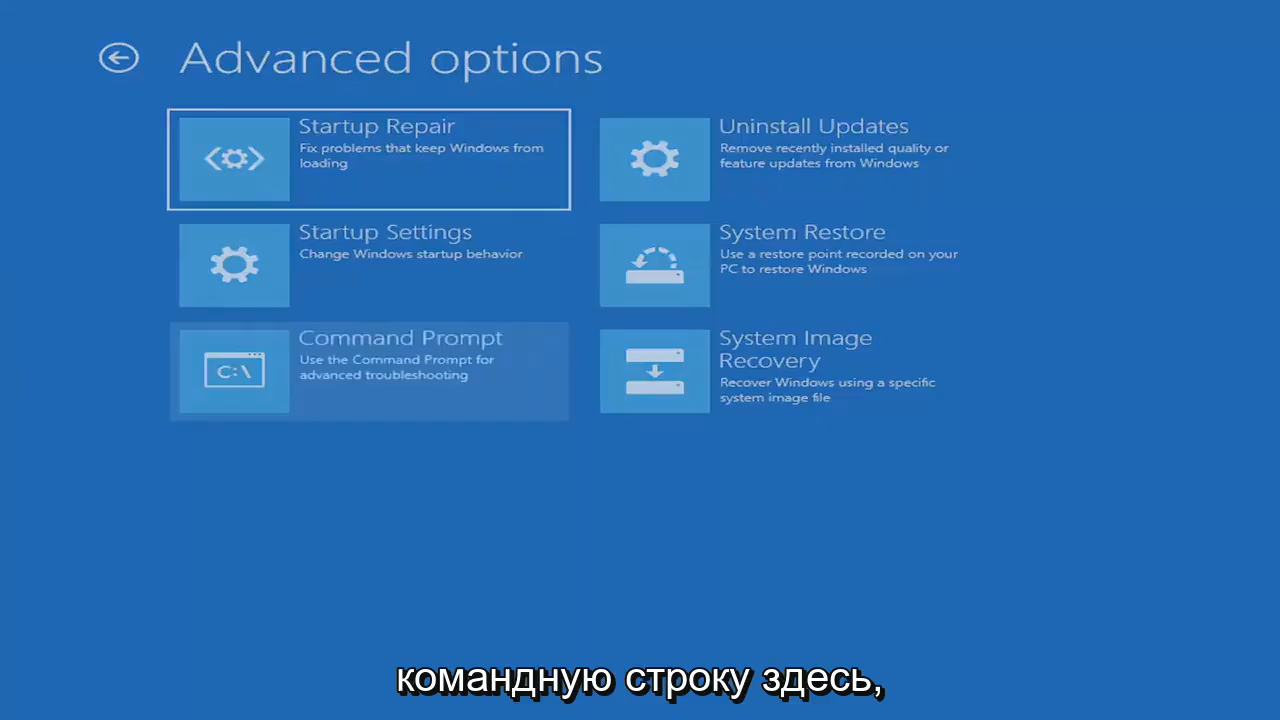 Advanced options
Startup Repair
Fix problems that keep Windows from
loading
Uninstall Updates
Remove recently installed quality or
feature updates from Windows
Startup Settings
Change Windows startup behavior
System Restore
Use a restore point recorded on your
PC to restore Windows
C:\
Command Prompt
Use the Command Prompt for
advanced troubleshooting
System Image
Recovery
Recover Windows using a specific
system image file
командную строку здесь,